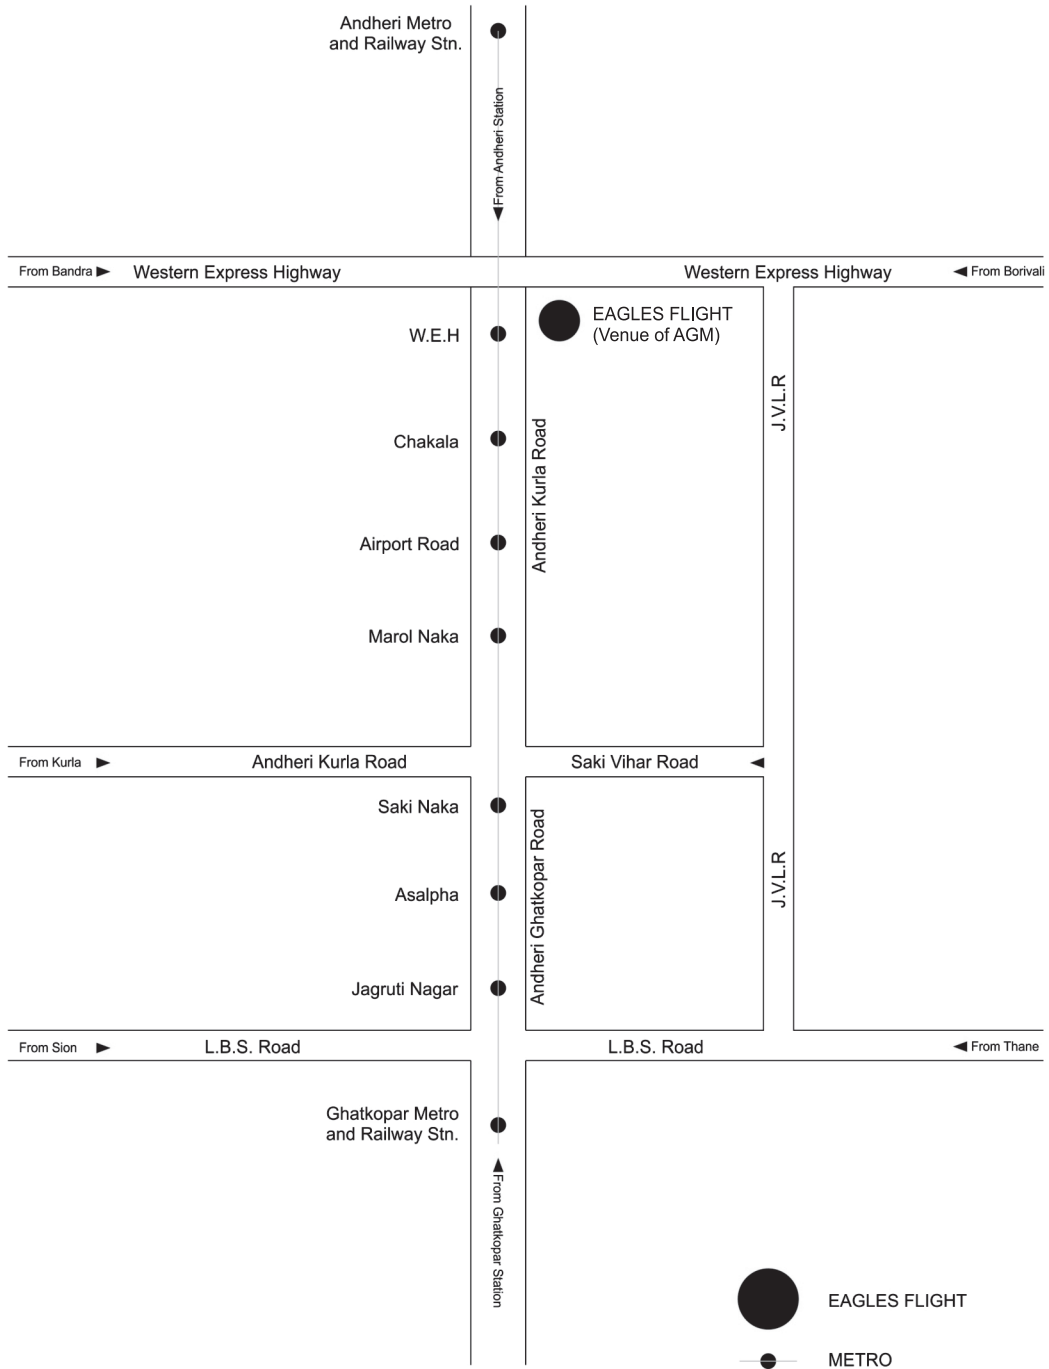 Andheri Metro
and Railway Stn.
From Andheri Station
From Bandra
Western Express Highway
Western Express Highway
From Borivali
EAGLES FLIGHT
(Venue of AGM)
W.E.H
J.V.L.R
Chakala
Andheri Kurla Road
Airport Road
Marol Naka
From Kurla
Andheri Kurla Road
Saki Vihar Road
Saki Naka
Andheri Ghatkopar Road
J.V.L.R
Asalpha
Jagruti Nagar
From Sion
L.B.S. Road
L.B.S. Road
From Thane
Ghatkopar Metro
and Railway Stn.
From Ghatkopar Station
EAGLES FLIGHT
METRO